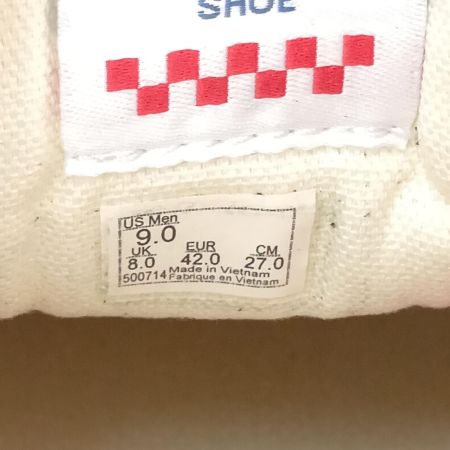 SHOE
US Men
9.0
UK EUR CM
8.0 42.0 27.0
500714 Made in Vietnam
Fabriqué en Vietnam